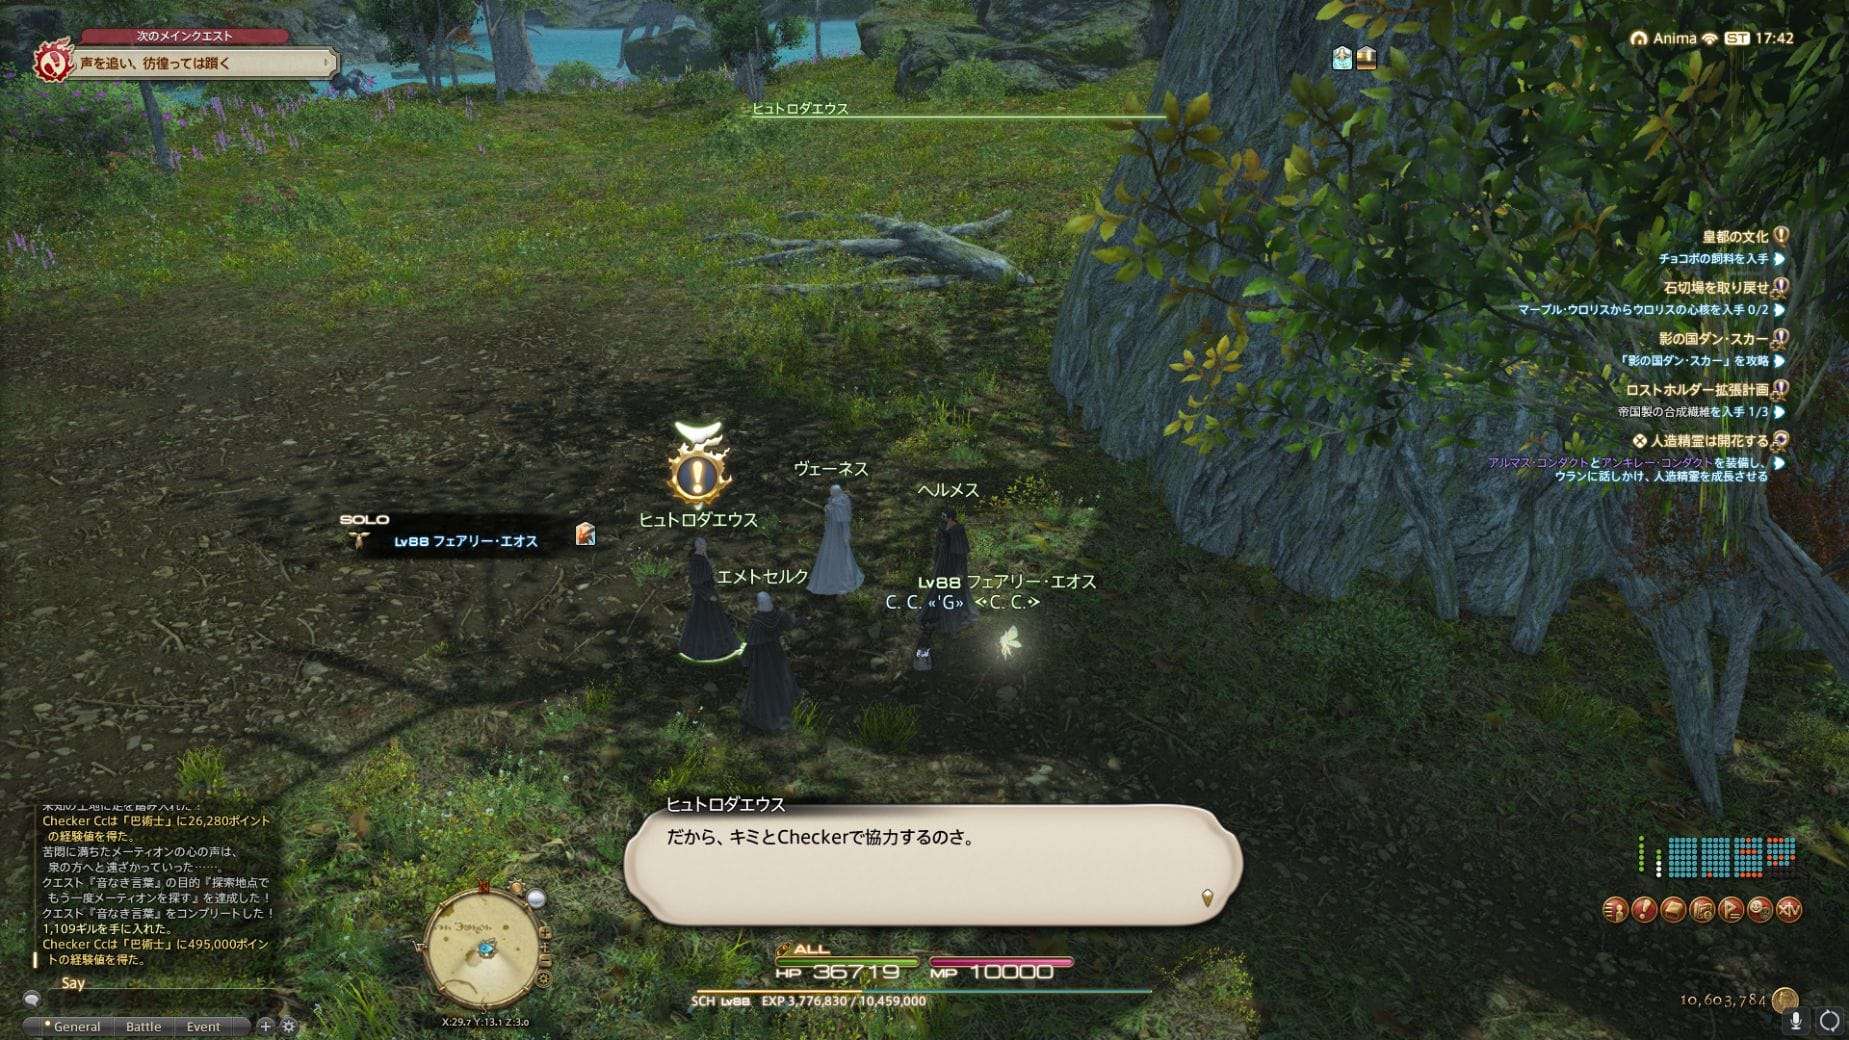 次のメインクエスト
声を追い、彷徨っては躓く
Anima ST 17:42
ヒュトロダエウス
皇都の文化
チョコボの飼料を入手
石切場を取り戻せ
マーブル・ウロリスからウロリスの心核を入手 0/2
影の国ダン・スカー
「影の国ダン・スカー」を攻略
ロストホルダー拡張計画
帝国製の合成繊維を入手 1/3
人造精霊は開花する
アルマス・コンダクトとアンキレー・コンダクトを装備し、
ウランに話しかけ、人造精霊を成長させる
ヴェーネス
ヘルメス
ヒュトロダエウス
SOLO
Lv88 フェアリー・エオス
エメトセルク
Lv88 フェアリー・エオス
C. C. «'G» <C. C.>
ヒュトロダエウス
だから、キミとCheckerで協力するのさ。
未知の土地に足を踏み入れた！
Checker Ccは「巴術士」に26,280ポイント
の経験値を得た。
苦悶に満ちたメーティオンの心の声は、
泉の方へと遠ざかっていった……。
クエスト『音なき言葉』の目的『探索地点で
もう一度メーティオンを探す』を達成した！
クエスト『音なき言葉』をコンプリートした！
1,109ギルを手に入れた。
Checker Ccは「巴術士」に495,000ポイン
トの経験値を得た。
Say
General Battle Event
X:29.7 Y:13.1 Z:3.0
ALL
HP 36719 MP 10000
SCH Lv88 EXP 3,776,830 / 10,459,000
XIV
10,603,784